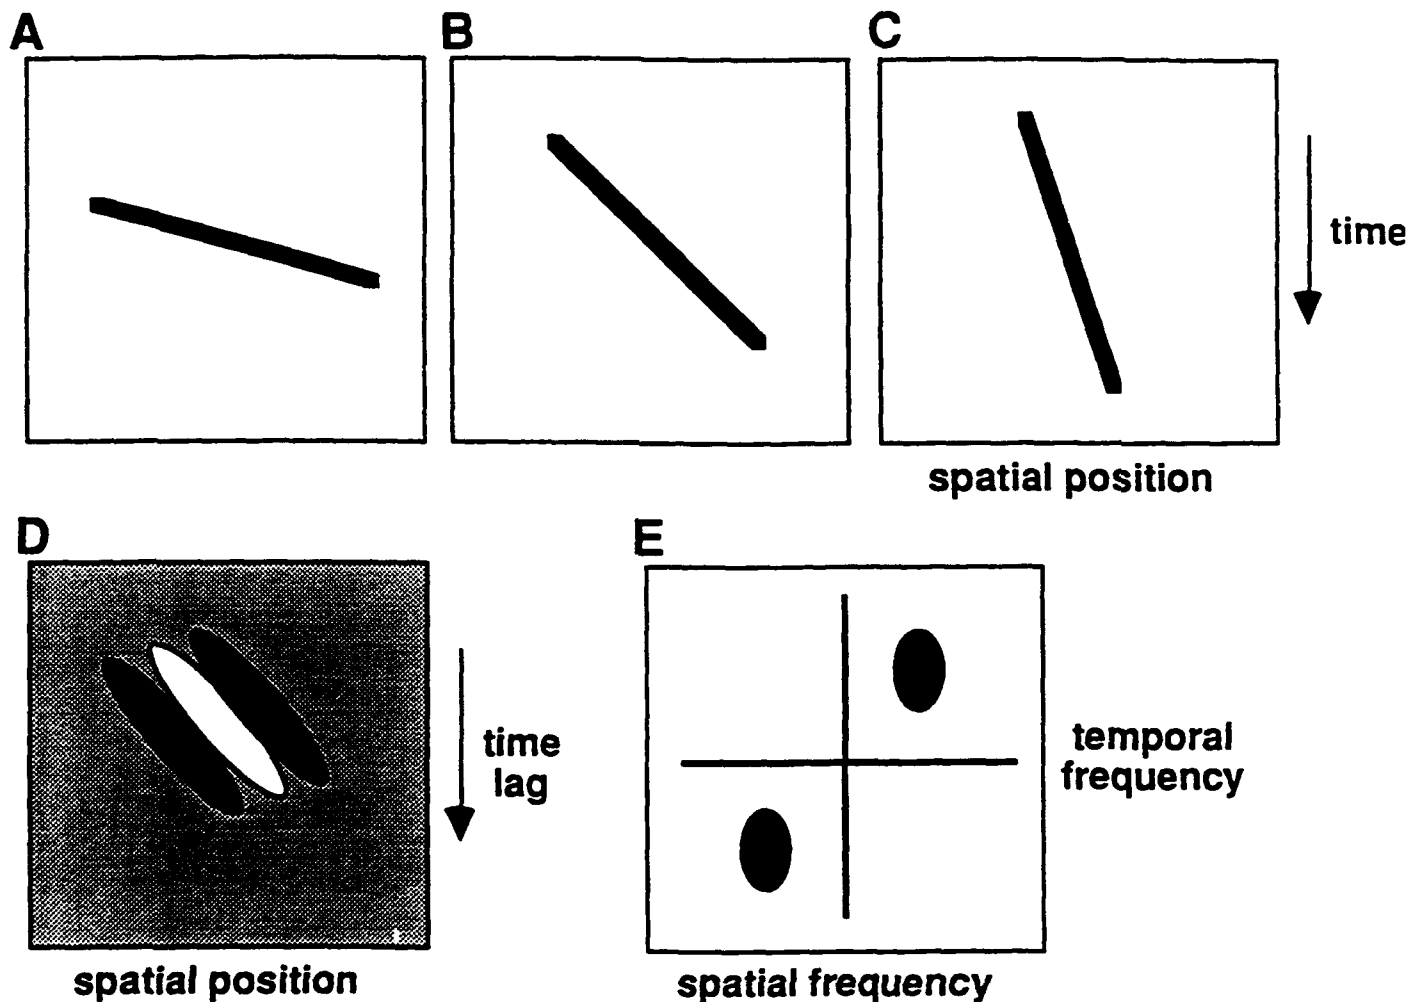 A
B
C
time
spatial position
D
E
time
lag
temporal
frequency
spatial position
spatial frequency